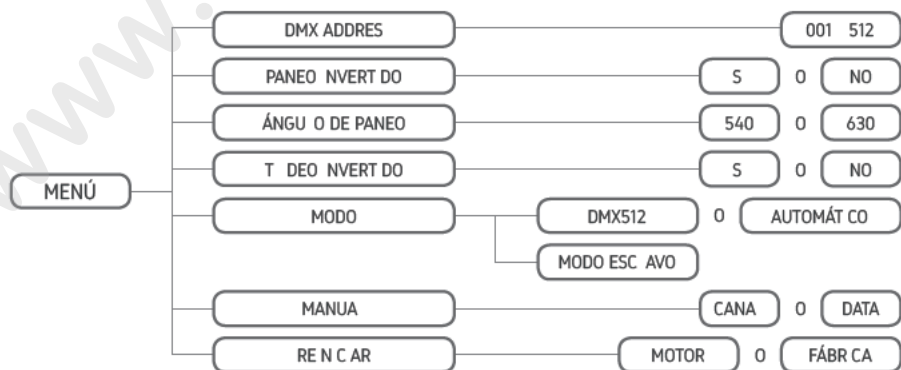 DMX ADDRES 001 512
PANEO NVERT DO S O NO
ÁNGU O DE PANEO 540 O 630
T DEO NVERT DO S O NO
MENÚ
MODO DMX512 O AUTOMÁT CO
MODO ESC AVO
MANUA CANA O DATA
RE N C AR MOTOR O FÁBR CA
www.